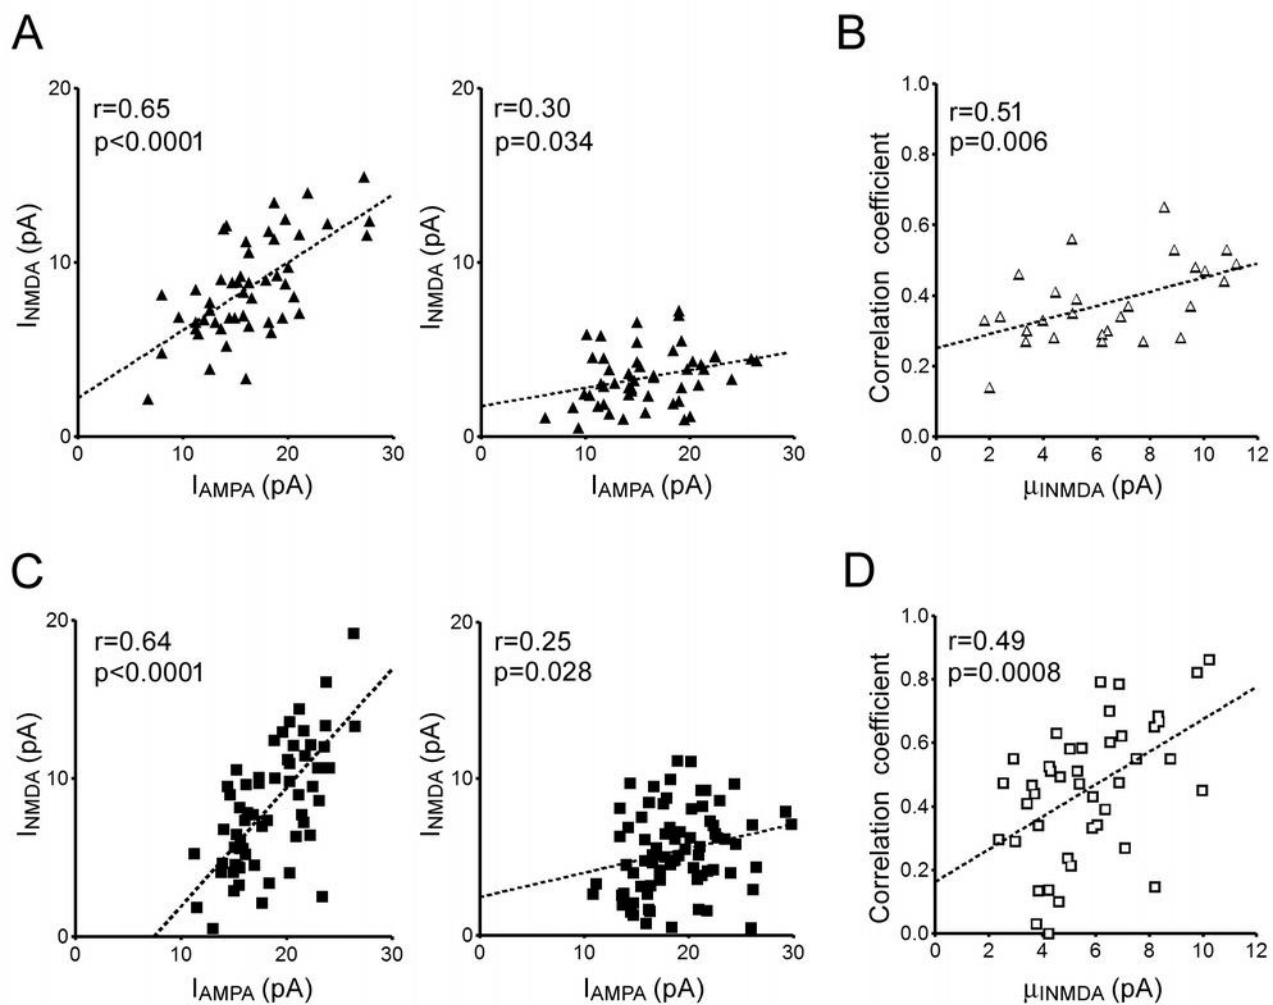 A
r=0.65
p<0.0001
INMDA (pA)
20
10
0
0 10 20 30
IAMPA (pA)
r=0.30
p=0.034
INMDA (pA)
20
10
0
0 10 20 30
IAMPA (pA)
B
r=0.51
p=0.006
Correlation coefficient
1.0
0.8
0.6
0.4
0.2
0.0
0 2 4 6 8 10 12
μINMDA (pA)
C
r=0.64
p<0.0001
INMDA (pA)
20
10
0
0 10 20 30
IAMPA (pA)
r=0.25
p=0.028
INMDA (pA)
20
10
0
0 10 20 30
IAMPA (pA)
D
r=0.49
p=0.0008
Correlation coefficient
1.0
0.8
0.6
0.4
0.2
0.0
0 2 4 6 8 10 12
μINMDA (pA)